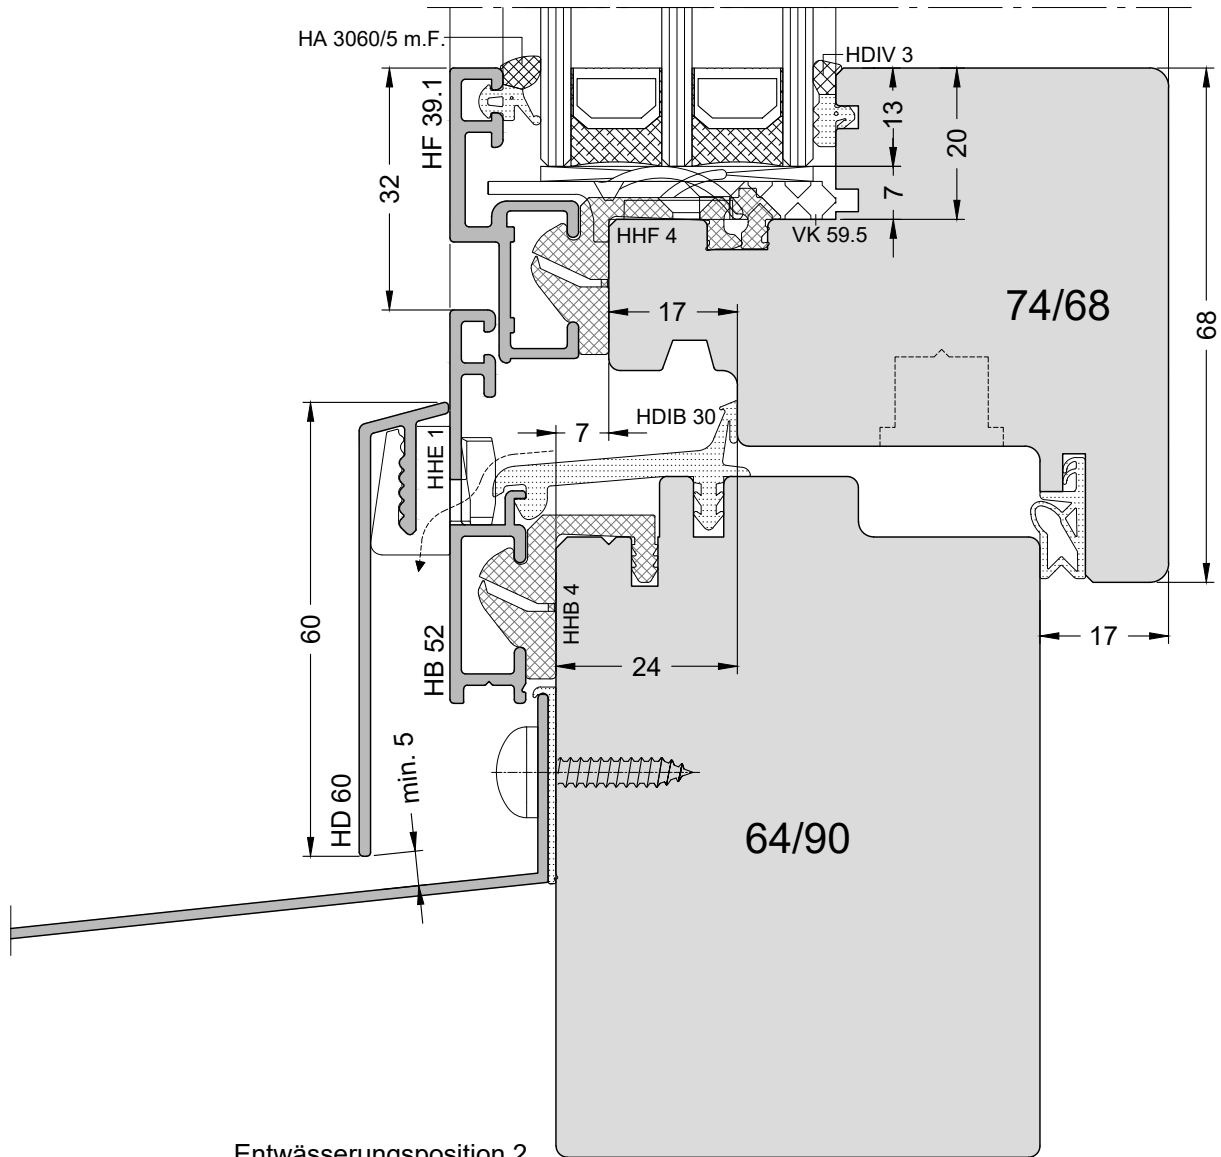 HA 3060/5 m.F.
HDIV 3
HF 39.1
32
13
20
7
HHF 4
VK 59.5
17
74/68
68
HDIB 30
7
HHE 1
60
HB 52
HHB 4
24
17
HD 60
min. 5
64/90
Entwässerungsposition 2